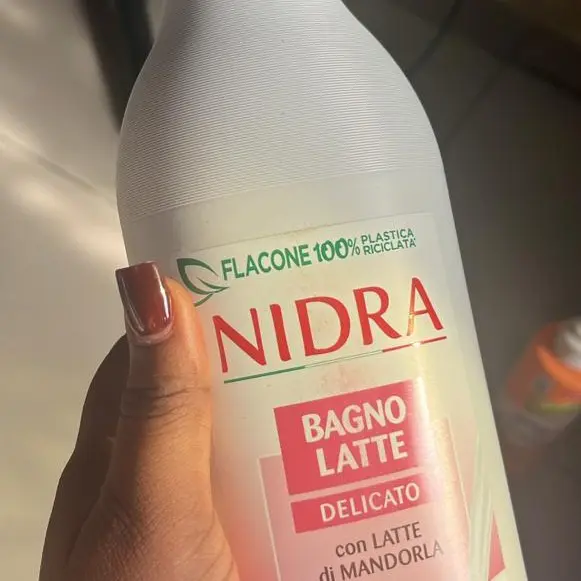 FLACONE 100% PLASTICA RICICLATA
NIDRA
BAGNO
LATTE
DELICATO
con LATTE
di MANDORLA